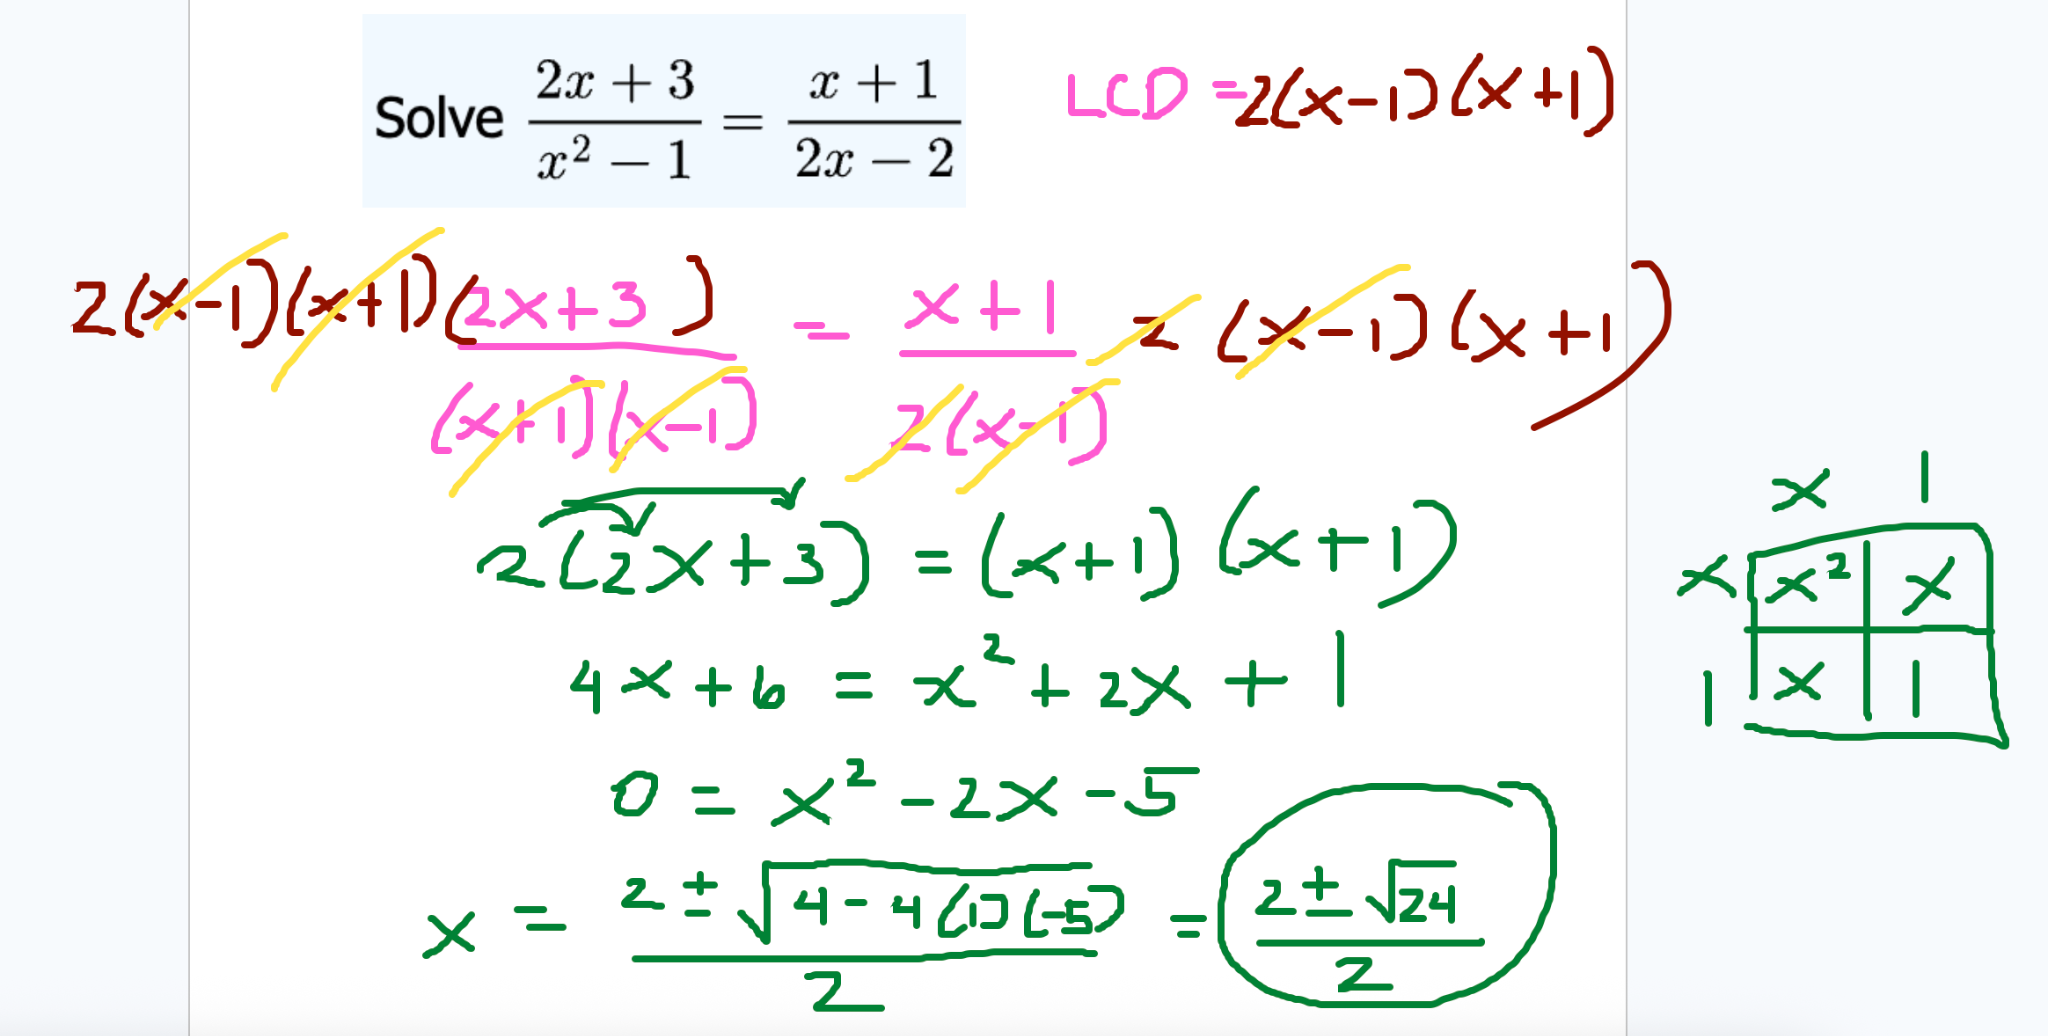 Solve (2x + 3)/(x² − 1) = (x + 1)/(2x − 2)
LCD = 2(x−1)(x+1)
2(x−1)(x+1)(2x+3)/((x+1)(x−1)) = (x+1)/(2(x−1)) 2(x−1)(x+1)
2(2x+3) = (x+1)(x+1)
x 1
x x² x
1 x 1
4x+6 = x²+2x+1
0 = x²−2x−5
x = (2±√(4−4(1)(−5)))/2 = (2±√24)/2